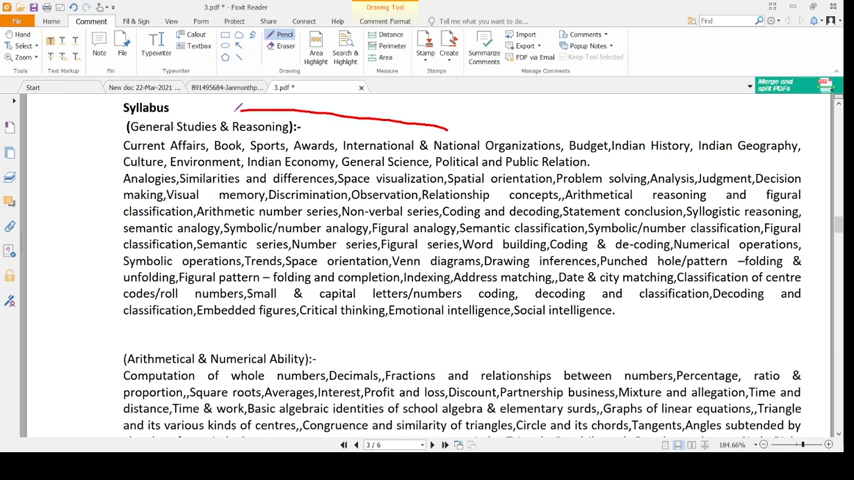 3.pdf * - Foxit Reader
Drawing Tool
File Home Comment Fill & Sign View Form Protect Share Connect Help Comment Format Tell me what you want to do... Find
Hand
Select
Zoom
Text Markup
Note File
Pin
Typewriter Callout
Textbox
Typewriter
Pencil
Eraser
Area Highlight Search & Highlight
Drawing
Distance
Perimeter
Area
Measure
Stamp Create
Stamps
Summarize Comments Import
Export
FDF via Email
Comments
Popup Notes
Keep Tool Selected
Manage Comments
Start New doc 22-Mar-2021 891495684-Janmonthp... 3.pdf *
Merge and split PDFs
Syllabus
(General Studies & Reasoning):-
Current Affairs, Book, Sports, Awards, International & National Organizations, Budget,Indian History, Indian Geography,
Culture, Environment, Indian Economy, General Science, Political and Public Relation.
Analogies,Similarities and differences,Space visualization,Spatial orientation,Problem solving,Analysis,Judgment,Decision
making,Visual memory,Discrimination,Observation,Relationship concepts,,Arithmetical reasoning and figural
classification,Arithmetic number series,Non-verbal series,Coding and decoding,Statement conclusion,Syllogistic reasoning,
semantic analogy,Symbolic/number analogy,Figural analogy,Semantic classification,Symbolic/number classification,Figural
classification,Semantic series,Number series,Figural series,Word building,Coding & de-coding,Numerical operations,
Symbolic operations,Trends,Space orientation,Venn diagrams,Drawing inferences,Punched hole/pattern –folding &
unfolding,Figural pattern – folding and completion,Indexing,Address matching,,Date & city matching,Classification of centre
codes/roll numbers,Small & capital letters/numbers coding, decoding and classification,Decoding and
classification,Embedded figures,Critical thinking,Emotional intelligence,Social intelligence.
(Arithmetical & Numerical Ability):-
Computation of whole numbers,Decimals,,Fractions and relationships between numbers,Percentage, ratio &
proportion,,Square roots,Averages,Interest,Profit and loss,Discount,Partnership business,Mixture and allegation,Time and
distance,Time & work,Basic algebraic identities of school algebra & elementary surds,,Graphs of linear equations,,Triangle
and its various kinds of centres,,Congruence and similarity of triangles,Circle and its chords,Tangents,Angles subtended by
3 / 6
184.66%